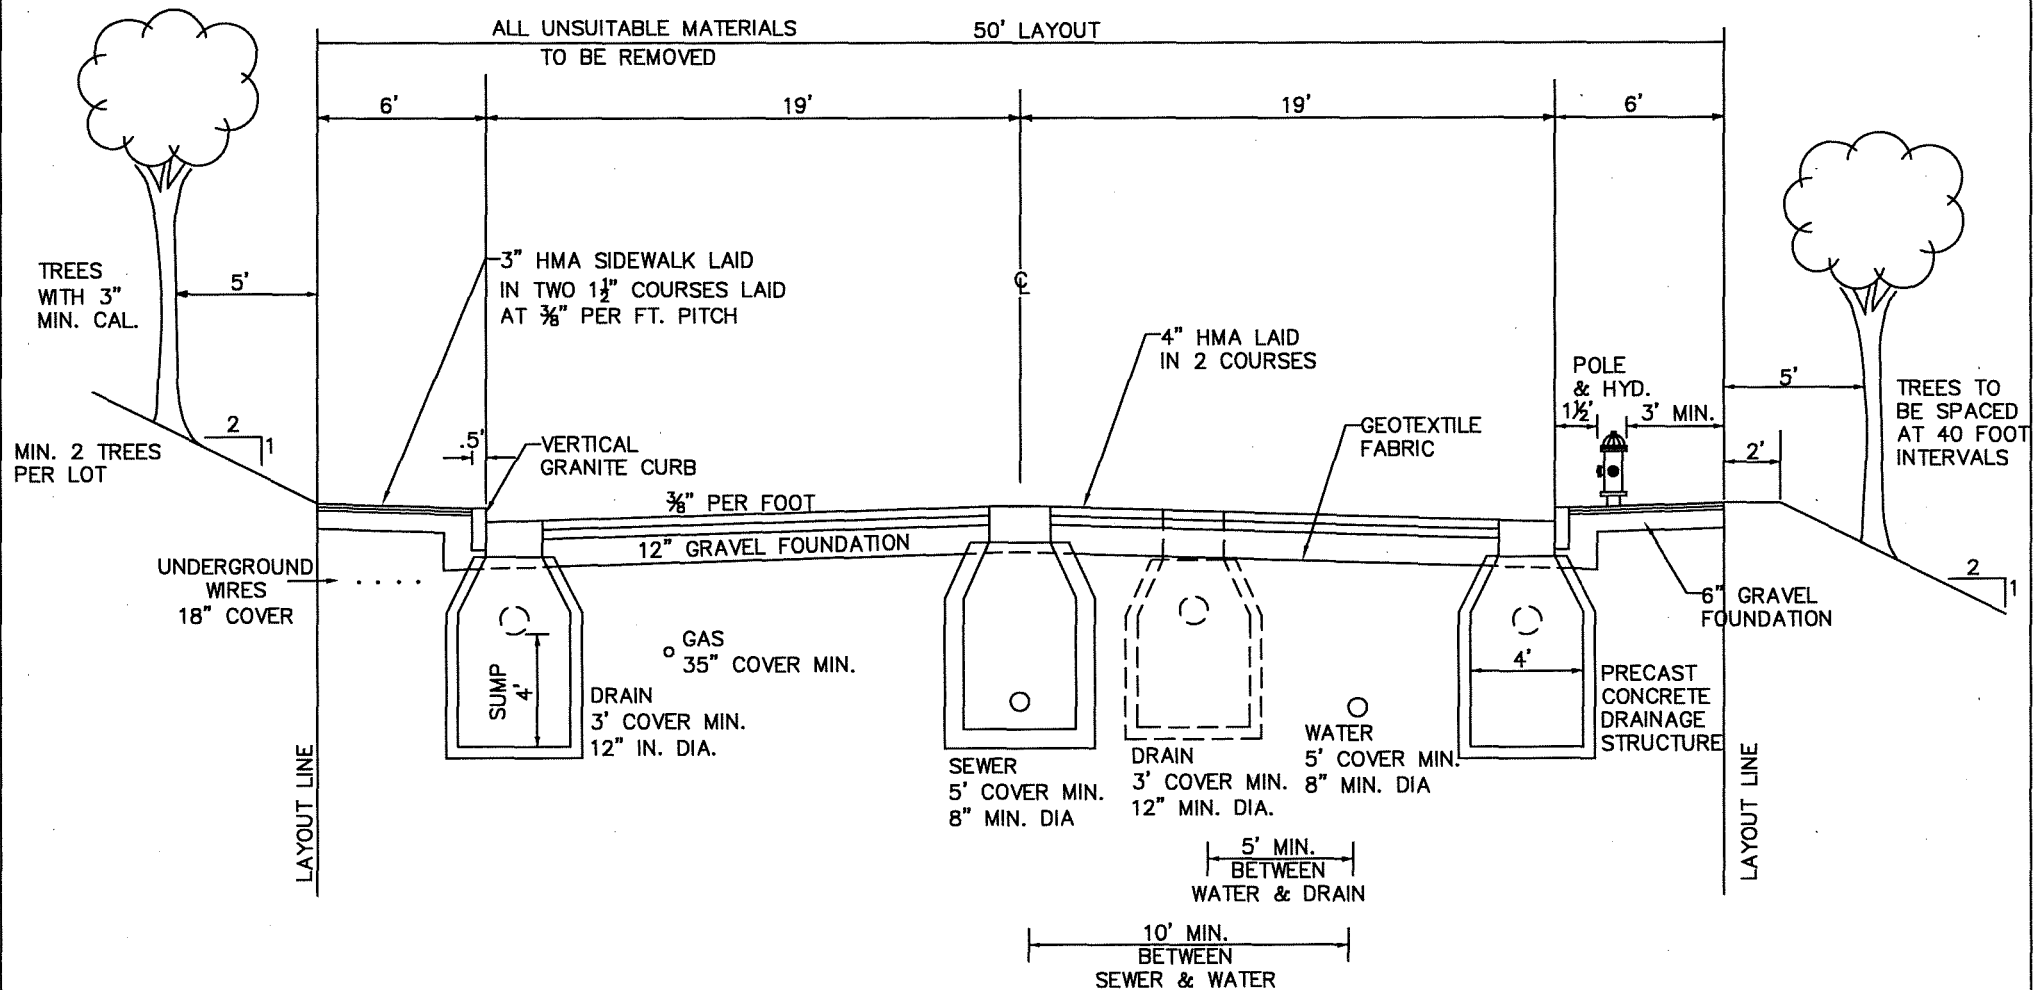 ALL UNSUITABLE MATERIALS
TO BE REMOVED
50' LAYOUT
6'
19'
19'
6'
TREES
WITH 3"
MIN. CAL.
5'
3" HMA SIDEWALK LAID
IN TWO 1½" COURSES LAID
AT ⅜" PER FT. PITCH
℄
4" HMA LAID
IN 2 COURSES
POLE
& HYD.
1½'
3' MIN.
5'
TREES TO
BE SPACED
AT 40 FOOT
INTERVALS
2
1
MIN. 2 TREES
PER LOT
.5'
VERTICAL
GRANITE CURB
GEOTEXTILE
FABRIC
2'
⅜" PER FOOT
12" GRAVEL FOUNDATION
UNDERGROUND
WIRES
18" COVER
2
1
6" GRAVEL
FOUNDATION
GAS
35" COVER MIN.
SUMP
4'
DRAIN
3' COVER MIN.
12" IN. DIA.
4'
PRECAST
CONCRETE
DRAINAGE
STRUCTURE
SEWER
5' COVER MIN.
8" MIN. DIA
DRAIN
3' COVER MIN.
12" MIN. DIA.
WATER
5' COVER MIN.
8" MIN. DIA
LAYOUT LINE
LAYOUT LINE
5' MIN.
BETWEEN
WATER & DRAIN
10' MIN.
BETWEEN
SEWER & WATER